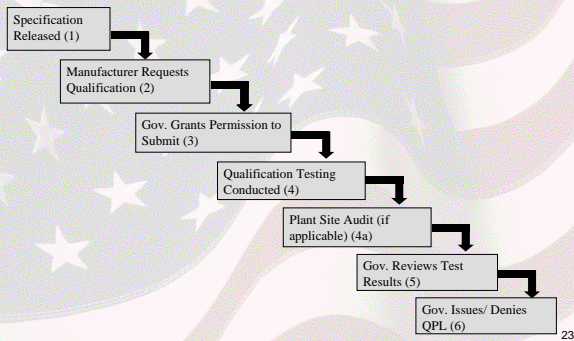 Specification
Released (1)
Manufacturer Requests
Qualification (2)
Gov. Grants Permission to
Submit (3)
Qualification Testing
Conducted (4)
Plant Site Audit (if
applicable) (4a)
Gov. Reviews Test
Results (5)
Gov. Issues/ Denies
QPL (6)
23